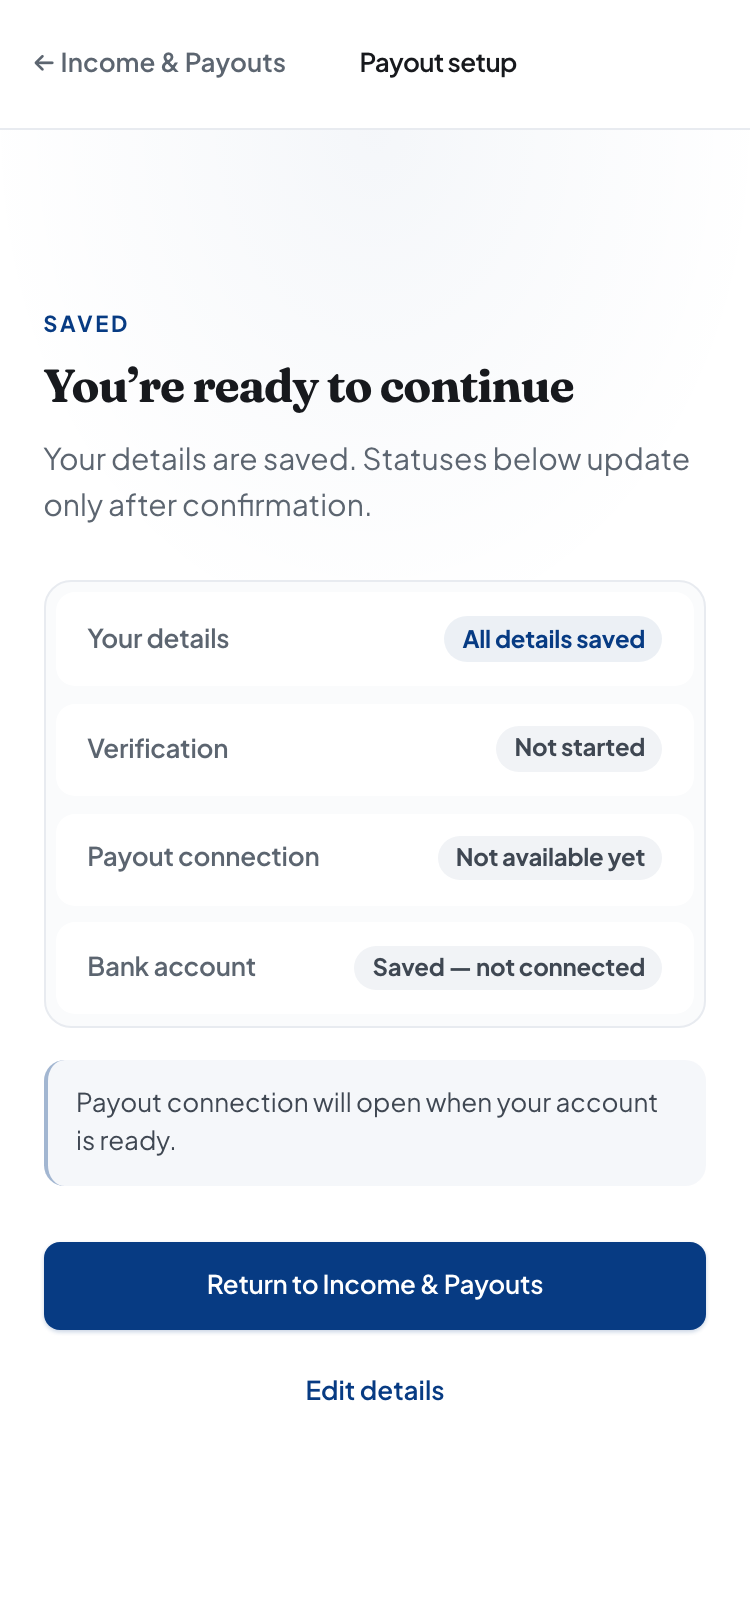 ← Income & Payouts
Payout setup
SAVED
You’re ready to continue
Your details are saved. Statuses below update
only after confirmation.
Your details
All details saved
Verification
Not started
Payout connection
Not available yet
Bank account
Saved — not connected
Payout connection will open when your account
is ready.
Return to Income & Payouts
Edit details